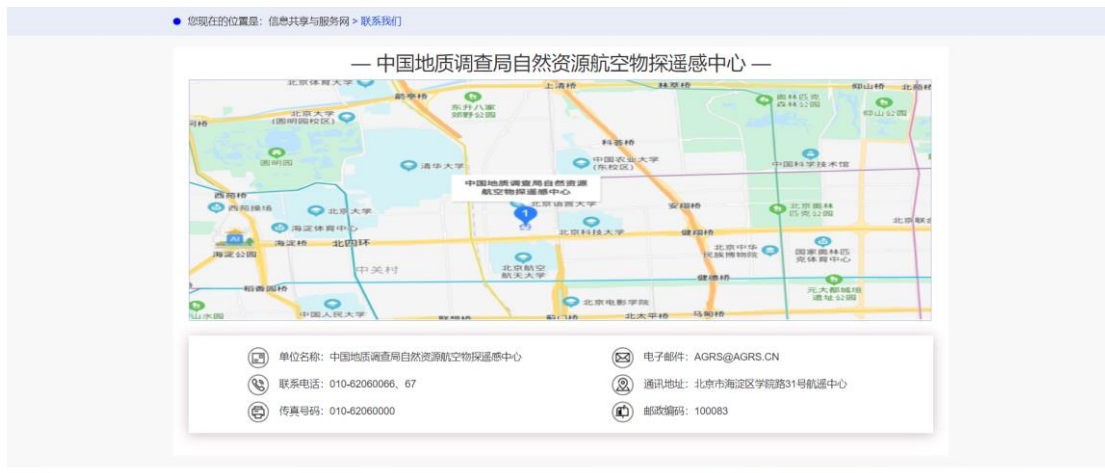 您现在的位置是：信息共享与服务网 > 联系我们
— 中国地质调查局自然资源航空物探遥感中心 —
北京体育大学
上清桥
林萃桥
仰山桥
箭亭桥
东升八家
郊野公园
奥林匹克
森林公园
仰山公园
北京大学
(圆明园校区)
科荟桥
圆明园
清华大学
中国农业大学
(东校区)
中国科学技术馆
中国地质调查局自然资源
航空物探遥感中心
西苑桥
西苑操场
北京大学
北京语言大学
1
安翔桥
北京奥林
匹克公园
海淀体育中心
北京科技大学
健翔桥
AI
海淀公园
海淀桥
北四环
北京中华
民族博物院
国家奥林匹
克体育中心
中关村
北京航空
航天大学
健德桥
稻香园桥
元大都城垣
遗址公园
北京电影学院
中国人民大学
蓟门桥
北太平桥
马甸桥
单位名称：中国地质调查局自然资源航空物探遥感中心
电子邮件：AGRS@AGRS.CN
联系电话：010-62060066、67
通讯地址：北京市海淀区学院路31号航遥中心
传真号码：010-62060000
邮政编码：100083